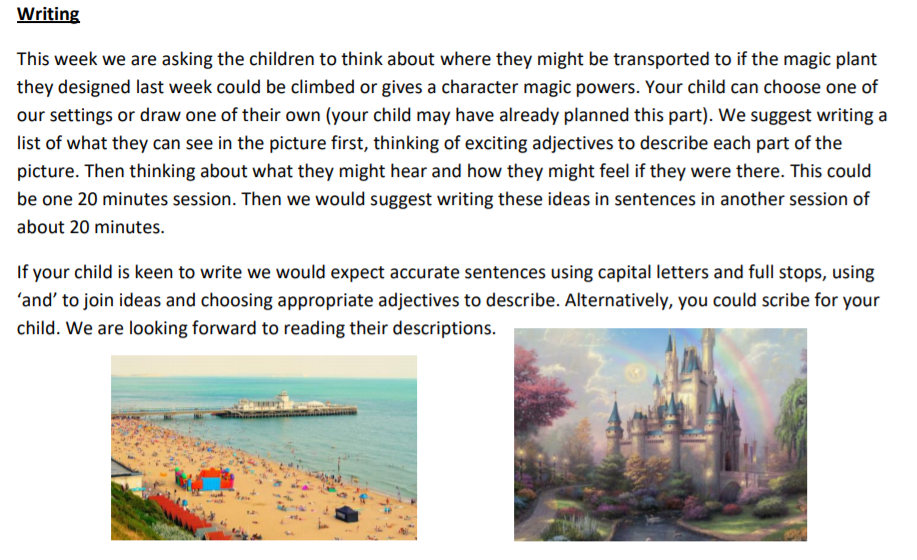 Writing
This week we are asking the children to think about where they might be transported to if the magic plant
they designed last week could be climbed or gives a character magic powers. Your child can choose one of
our settings or draw one of their own (your child may have already planned this part). We suggest writing a
list of what they can see in the picture first, thinking of exciting adjectives to describe each part of the
picture. Then thinking about what they might hear and how they might feel if they were there. This could
be one 20 minutes session. Then we would suggest writing these ideas in sentences in another session of
about 20 minutes.
If your child is keen to write we would expect accurate sentences using capital letters and full stops, using
‘and’ to join ideas and choosing appropriate adjectives to describe. Alternatively, you could scribe for your
child. We are looking forward to reading their descriptions.